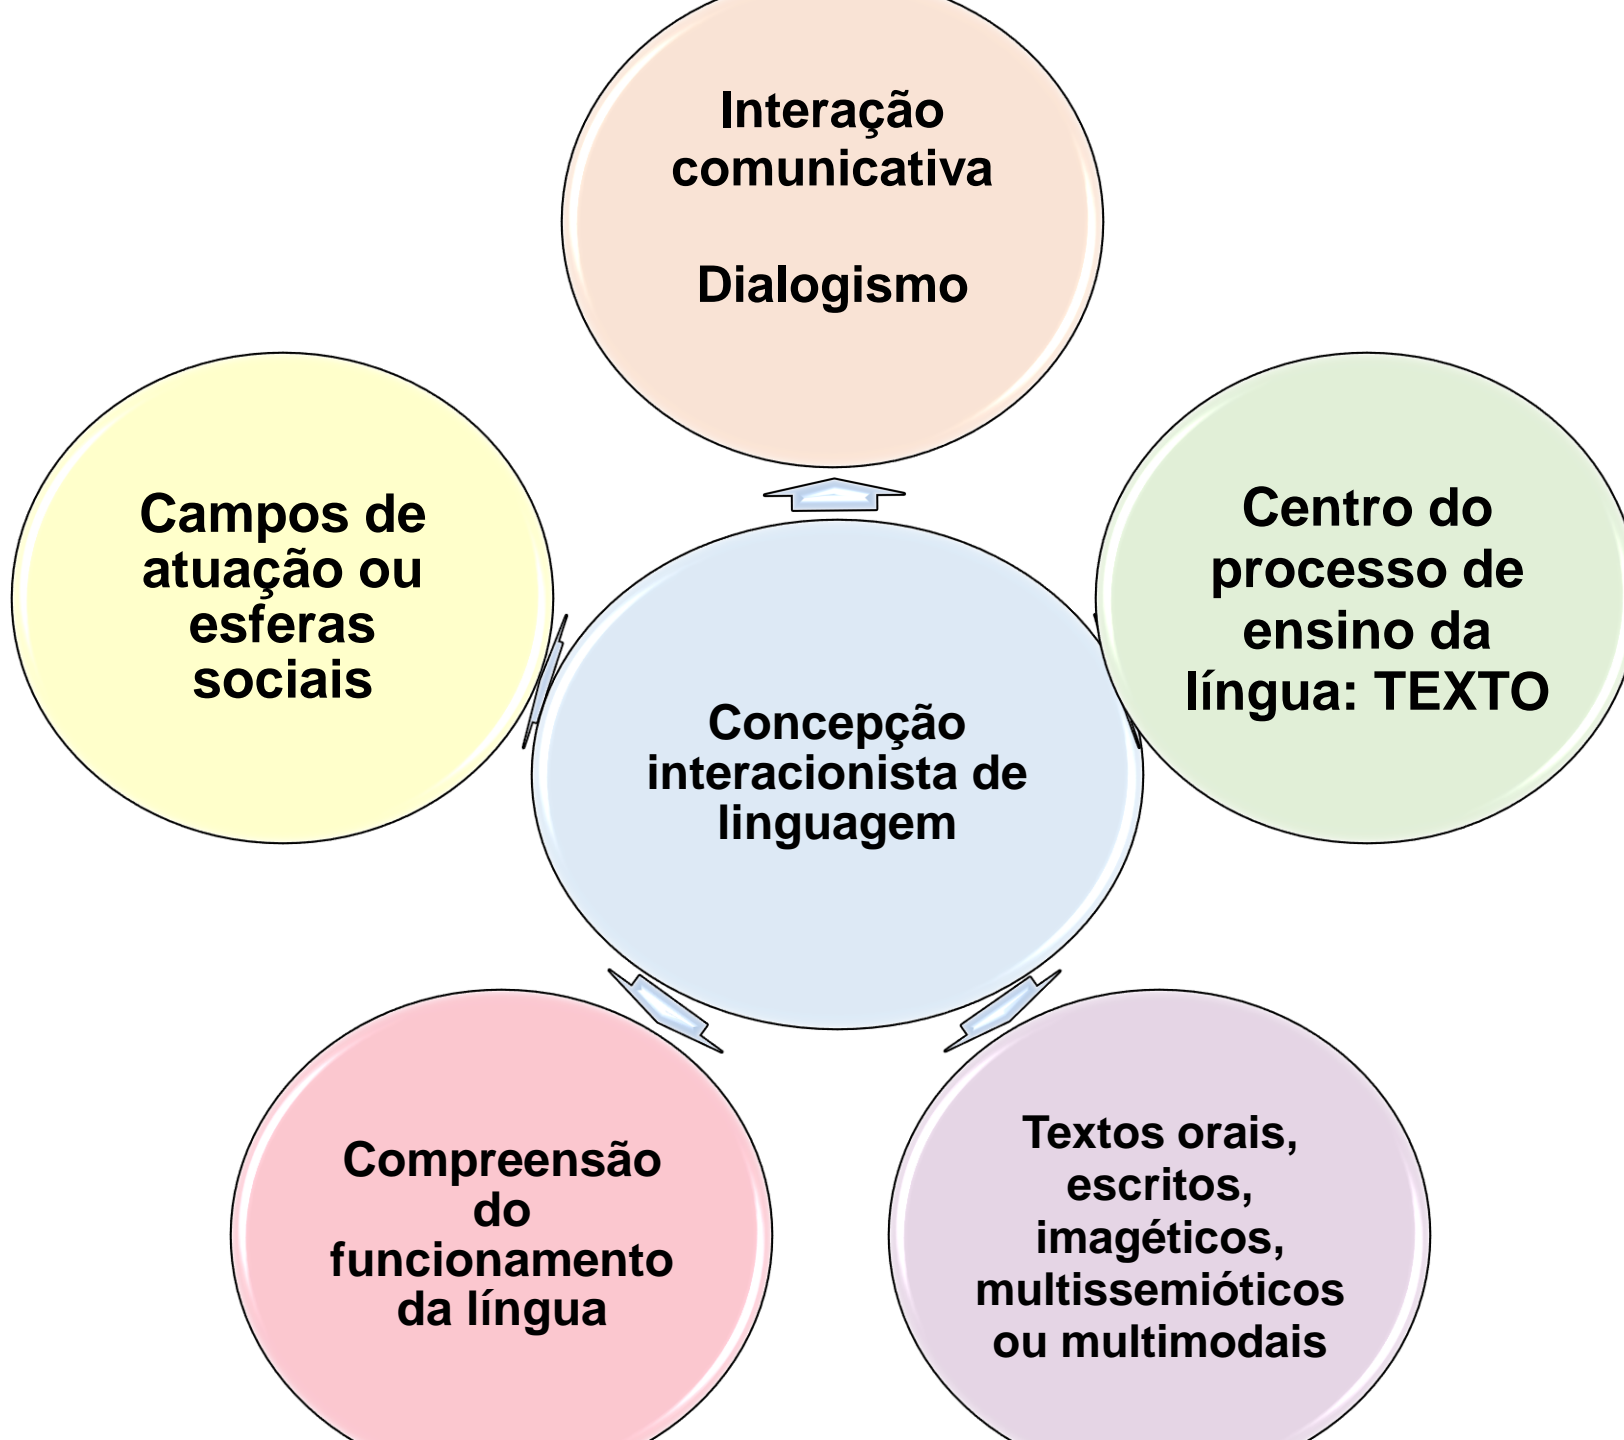 Interação
comunicativa
Dialogismo
Campos de
atuação ou
esferas
sociais
Centro do
processo de
ensino da
língua: TEXTO
Concepção
interacionista de
linguagem
Compreensão
do
funcionamento
da língua
Textos orais,
escritos,
imagéticos,
multissemióticos
ou multimodais